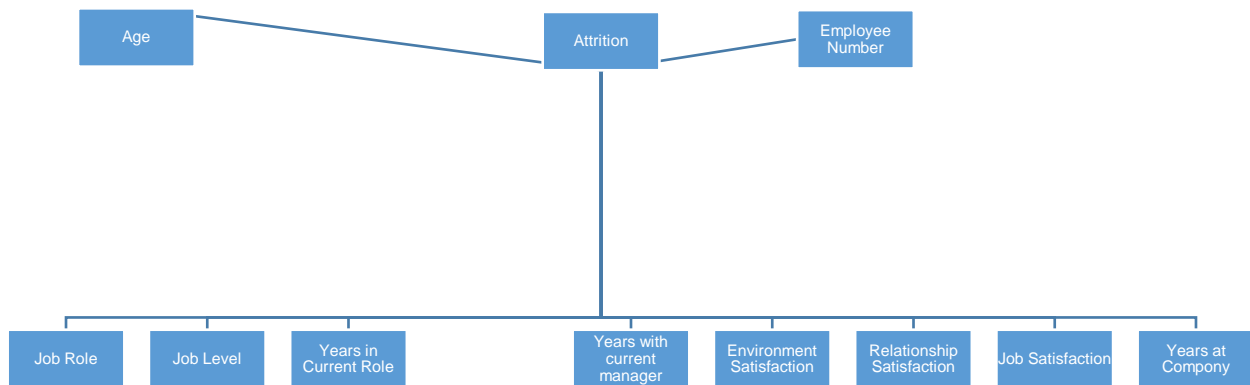 Age
Attrition
Employee
Number
Job Role
Job Level
Years in
Current Role
Years with
current
manager
Environment
Satisfaction
Relationship
Satisfaction
Job Satisfaction
Years at
Company